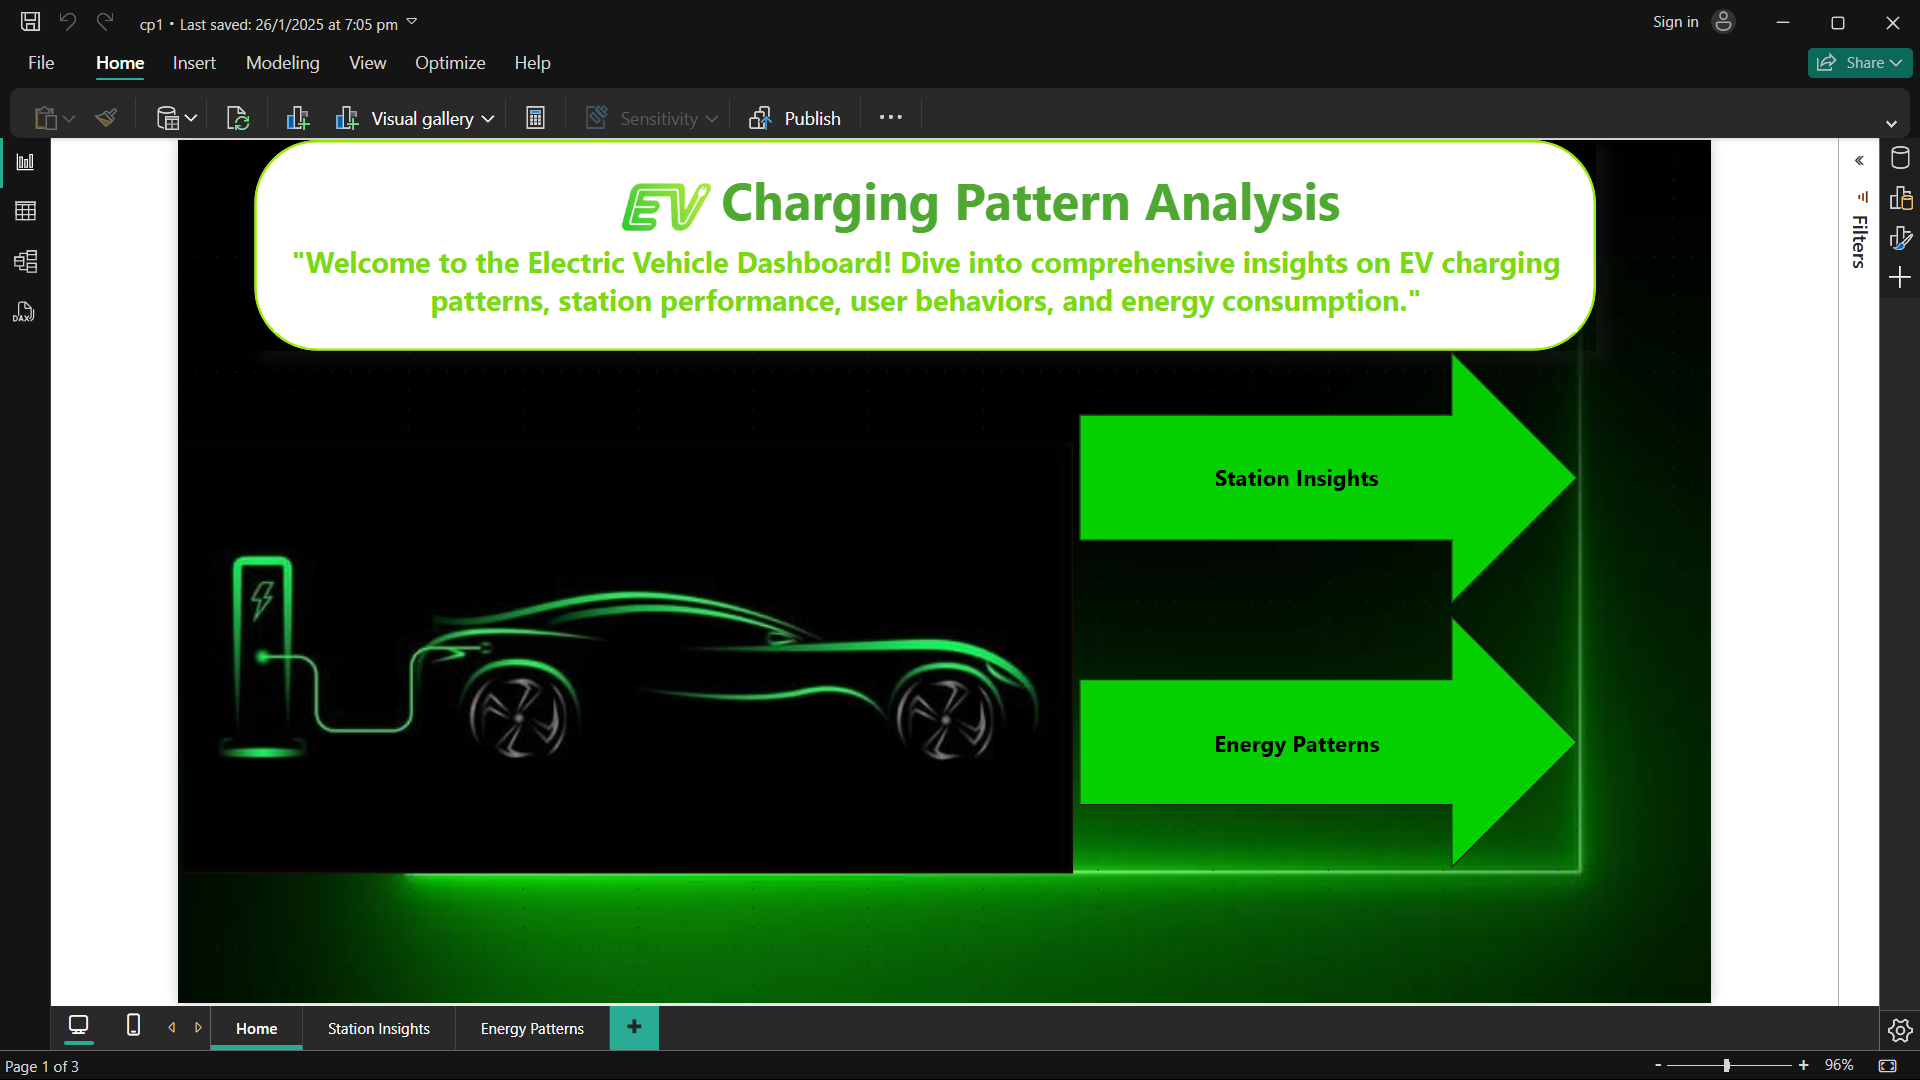 cp1 • Last saved: 26/1/2025 at 7:05 pm
Sign in
File Home Insert Modeling View Optimize Help
Share
Visual gallery
Sensitivity
Publish
EV Charging Pattern Analysis
"Welcome to the Electric Vehicle Dashboard! Dive into comprehensive insights on EV charging
patterns, station performance, user behaviors, and energy consumption."
Filters
DAX
Station Insights
Energy Patterns
Home Station Insights Energy Patterns
Page 1 of 3
- + 96%